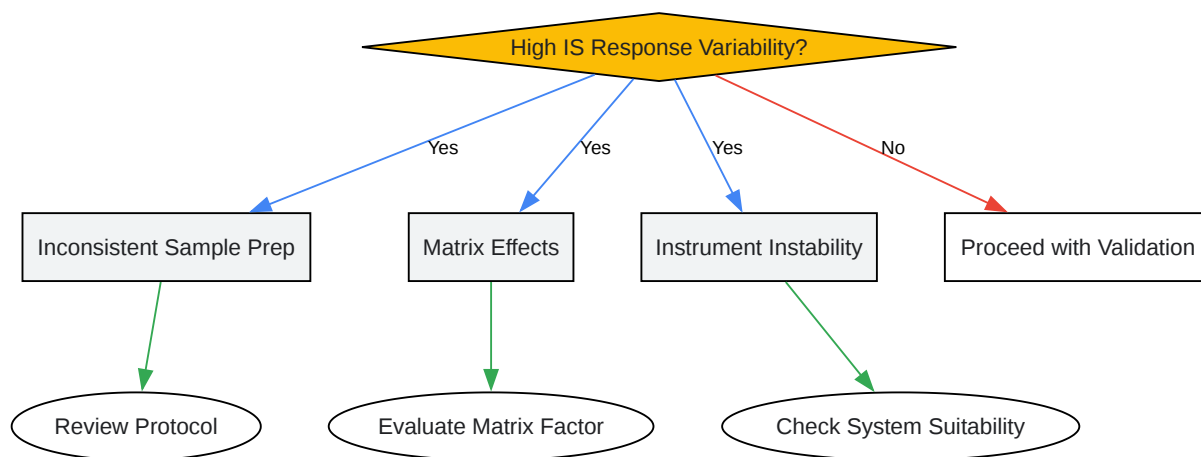 High IS Response Variability?
Yes
Yes
Yes
No
Inconsistent Sample Prep
Matrix Effects
Instrument Instability
Proceed with Validation
Review Protocol
Evaluate Matrix Factor
Check System Suitability